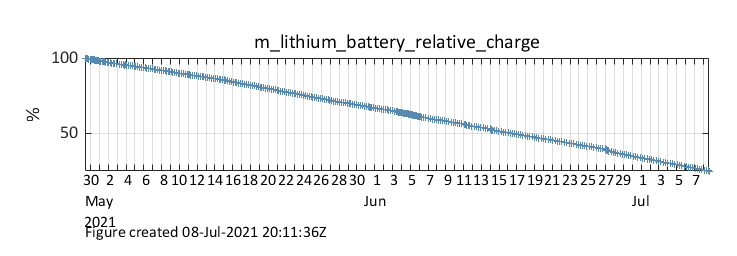 m_lithium_battery_relative_charge
100
50
%
30 2 4 6 8 10 12 14 16 18 20 22 24 26 28 30 1 3 5 7 9 11 13 15 17 19 21 23 25 27 29 1 3 5 7
May Jun Jul
2021
Figure created 08-Jul-2021 20:11:36Z